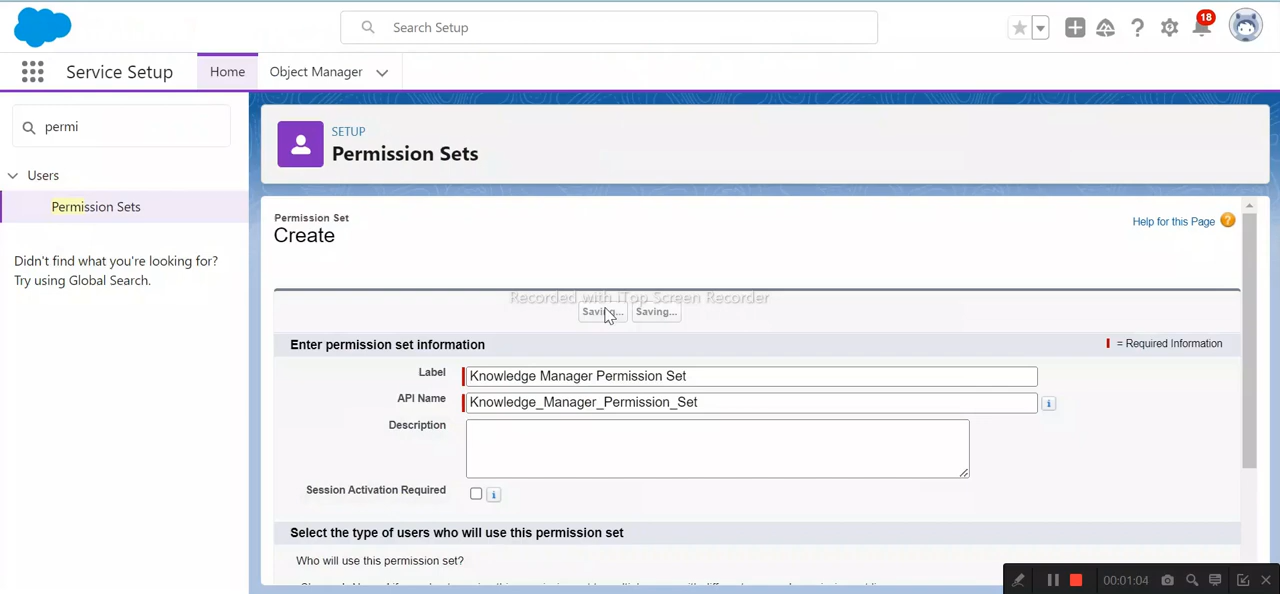 Search Setup
18
Service Setup
Home
Object Manager
permi
Users
Permission Sets
Didn't find what you're looking for?
Try using Global Search.
SETUP
Permission Sets
Permission Set
Create
Help for this Page
Recorded with iTop Screen Recorder
Saving... Saving...
Enter permission set information
= Required Information
Label Knowledge Manager Permission Set
API Name Knowledge_Manager_Permission_Set
Description
Session Activation Required
Select the type of users who will use this permission set
Who will use this permission set?
00:01:04